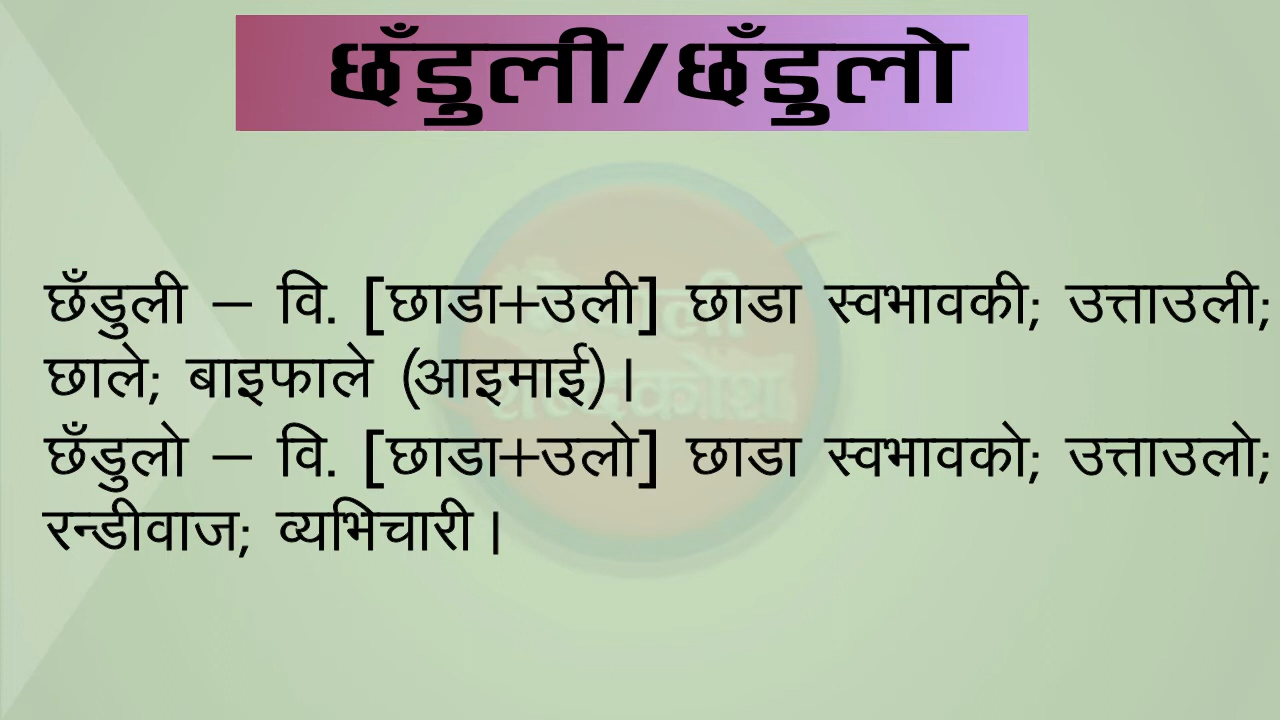 छँडुली/छँडुलो
छँडुली – वि. [छाडा+उली] छाडा स्वभावकी; उत्ताउली;
छाले; बाइफाले (आइमाई)।
छँडुलो – वि. [छाडा+उलो] छाडा स्वभावको; उत्ताउलो;
रन्डीवाज; व्यभिचारी।